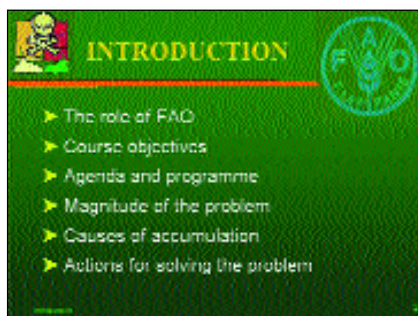 INTRODUCTION
F A O
The role of FAO
Course objectives
Agenda and programme
Magnitude of the problem
Causes of accumulation
Actions for solving the problem